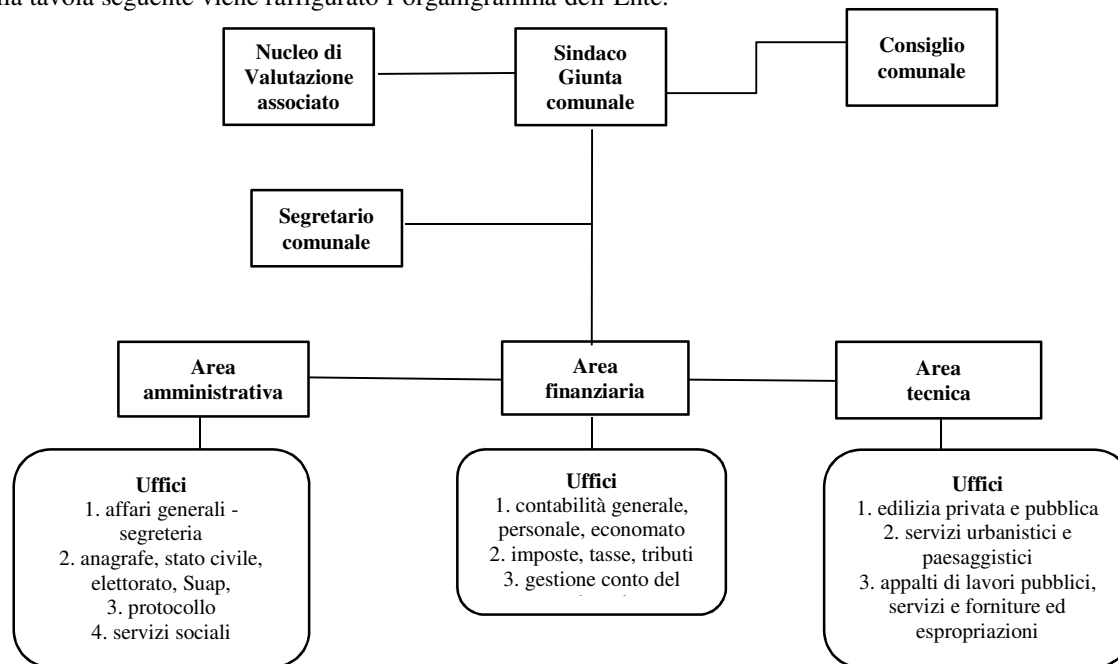 tavola seguente viene raffigurato l'organigramma dell'Ente.
Nucleo di
Valutazione
associato
Sindaco
Giunta
comunale
Consiglio
comunale
Segretario
comunale
Area
amministrativa
Area
finanziaria
Area
tecnica
Uffici
1. affari generali -
segreteria
2. anagrafe, stato civile,
elettorato, Suap,
3. protocollo
4. servizi sociali
Uffici
1. contabilità generale,
personale, economato
2. imposte, tasse, tributi
3. gestione conto del
Uffici
1. edilizia privata e pubblica
2. servizi urbanistici e
paesaggistici
3. appalti di lavori pubblici,
servizi e forniture ed
espropriazioni